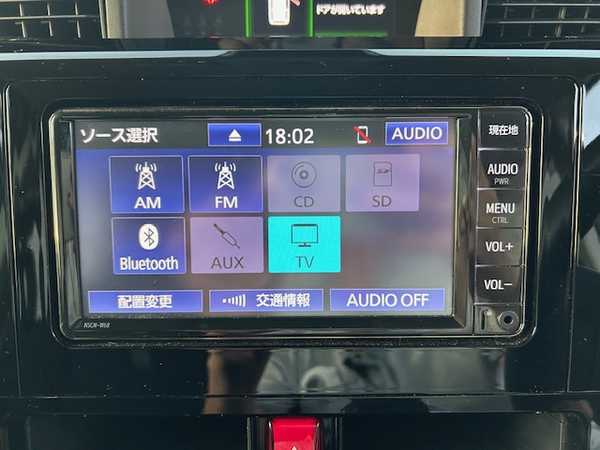 ドアが開いています
ソース選択
18:02
AUDIO
AM
FM
CD
SD
Bluetooth
AUX
TV
配置変更
交通情報
AUDIO OFF
現在地
AUDIO
PWR
MENU
CTRL
VOL+
VOL−
NSCN-W68